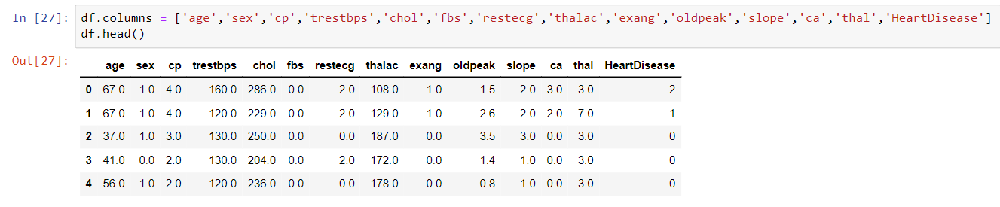 In [27]: df.columns = ['age','sex','cp','trestbps','chol','fbs','restecg','thalac','exang','oldpeak','slope','ca','thal','HeartDisease']
df.head()
Out[27]:
age sex cp trestbps chol fbs restecg thalac exang oldpeak slope ca thal HeartDisease
0 67.0 1.0 4.0 160.0 286.0 0.0 2.0 108.0 1.0 1.5 2.0 3.0 3.0 2
1 67.0 1.0 4.0 120.0 229.0 0.0 2.0 129.0 1.0 2.6 2.0 2.0 7.0 1
2 37.0 1.0 3.0 130.0 250.0 0.0 0.0 187.0 0.0 3.5 3.0 0.0 3.0 0
3 41.0 0.0 2.0 130.0 204.0 0.0 2.0 172.0 0.0 1.4 1.0 0.0 3.0 0
4 56.0 1.0 2.0 120.0 236.0 0.0 0.0 178.0 0.0 0.8 1.0 0.0 3.0 0